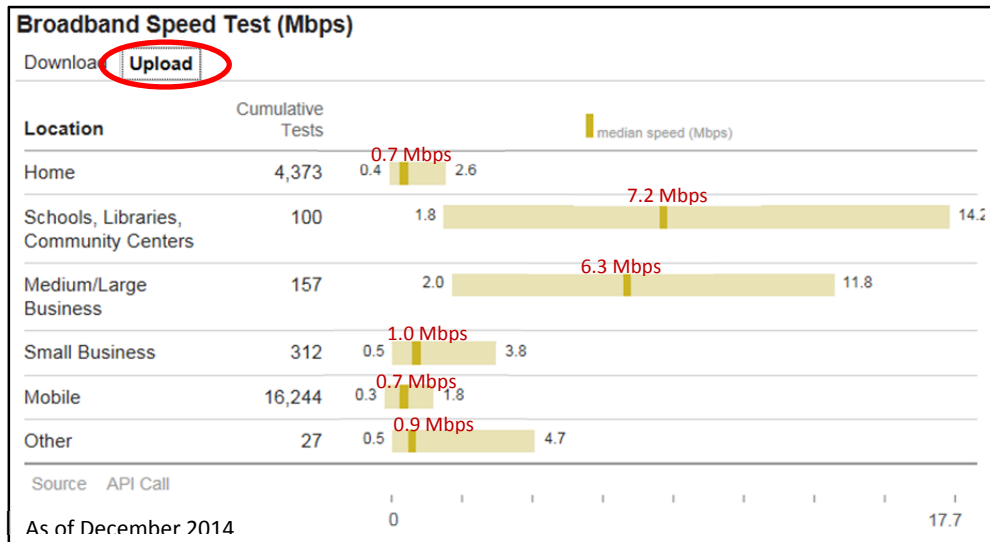 Broadband Speed Test (Mbps)
Download Upload
Location Cumulative Tests median speed (Mbps)
Home 4,373 0.4 0.7 Mbps 2.6
Schools, Libraries, Community Centers 100 1.8 7.2 Mbps 14.2
Medium/Large Business 157 2.0 6.3 Mbps 11.8
Small Business 312 0.5 1.0 Mbps 3.8
Mobile 16,244 0.3 0.7 Mbps 1.8
Other 27 0.5 0.9 Mbps 4.7
Source API Call
0 17.7
As of December 2014